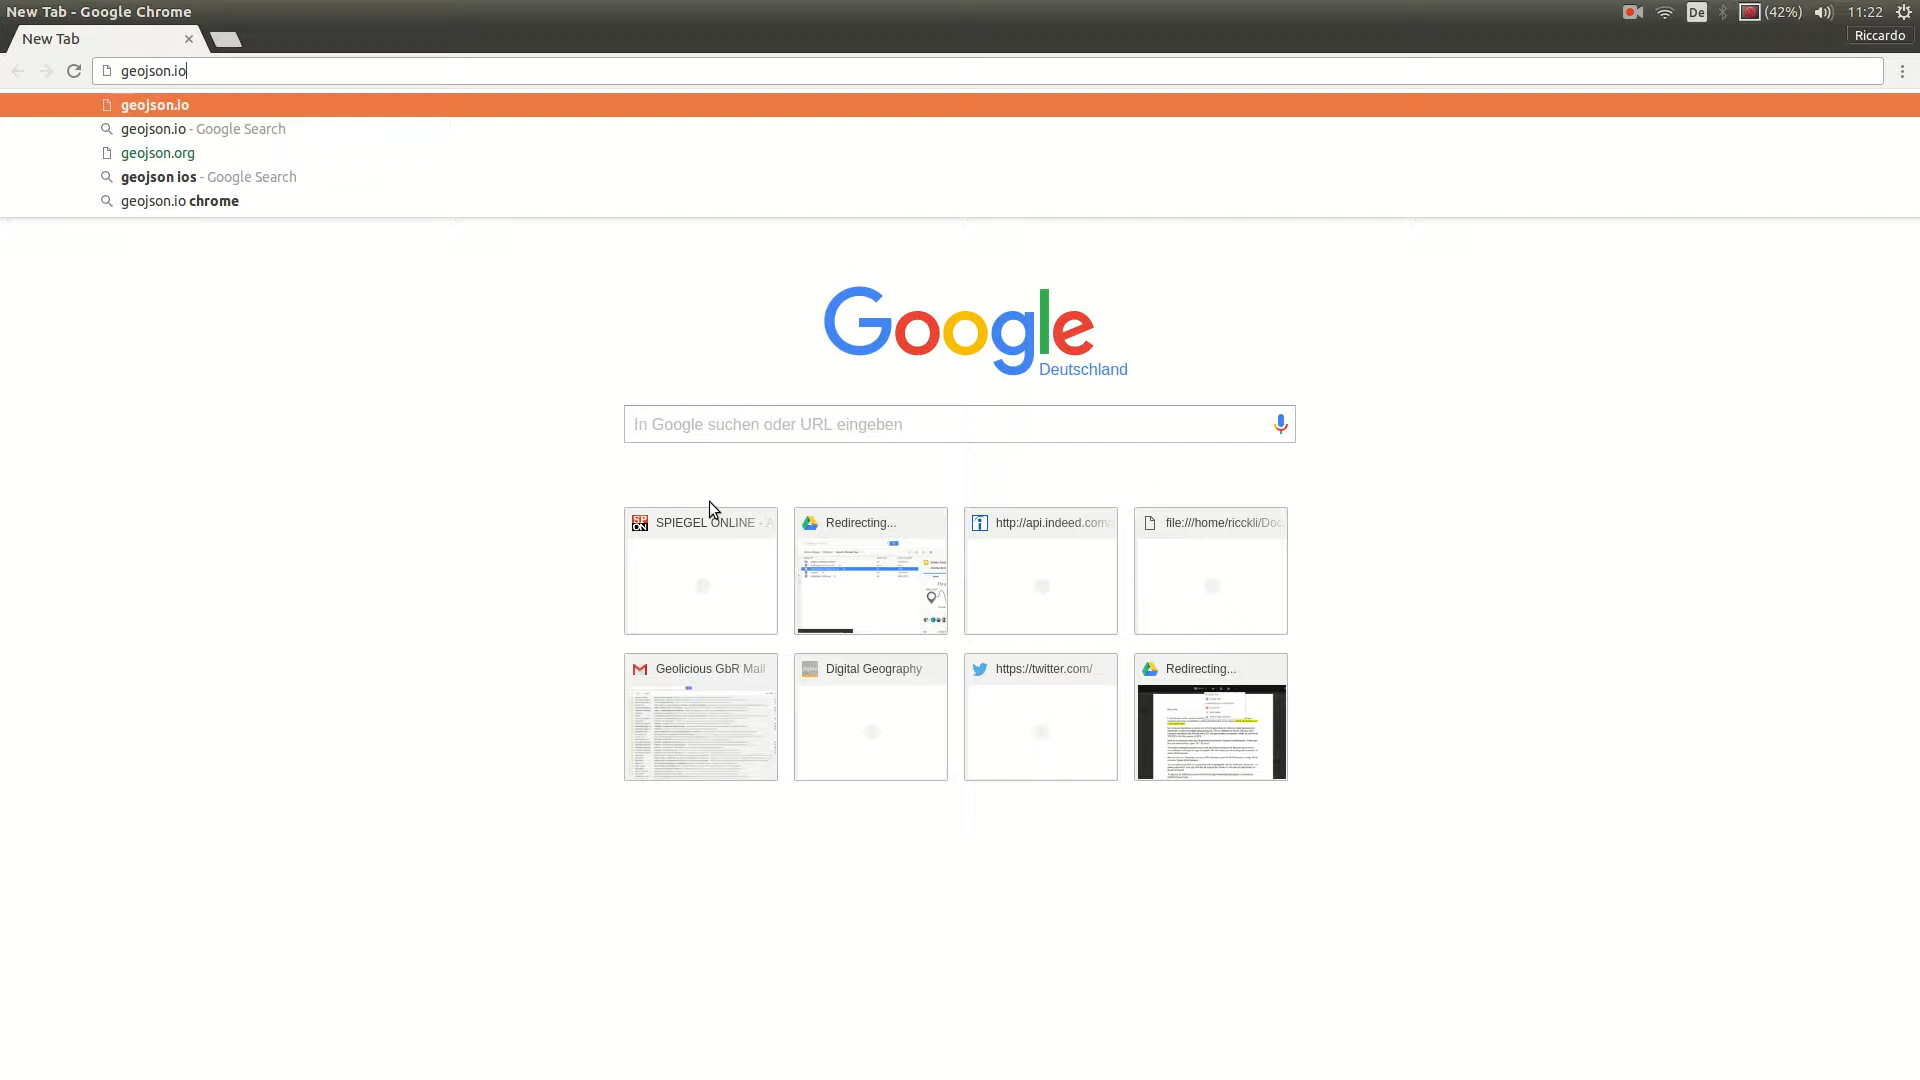 New Tab - Google Chrome
De
(42%)
11:22
New Tab
Riccardo
geojson.io
geojson.io
geojson.io - Google Search
geojson.org
geojson ios - Google Search
geojson.io chrome
Google
Deutschland
In Google suchen oder URL eingeben
SPIEGEL ONLINE - A
Redirecting...
http://api.indeed.com/
file:///home/ricckli/Doc
Geolicious GbR Mail
Digital Geography
https://twitter.com/
Redirecting...